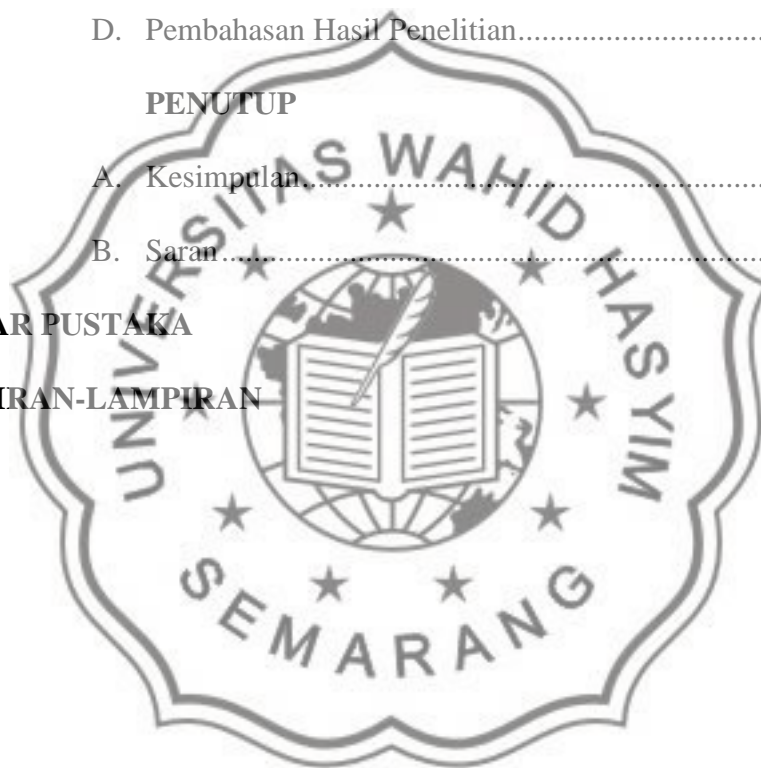 D. Pembahasan Hasil Penelitian....................................
PENUTUP
A. Kesimpulan....................................................................
B. Saran..............................................................................
AR PUSTAKA
IRAN-LAMPIRAN
UNIVERSITAS WAHID HASYIM
SEMARANG